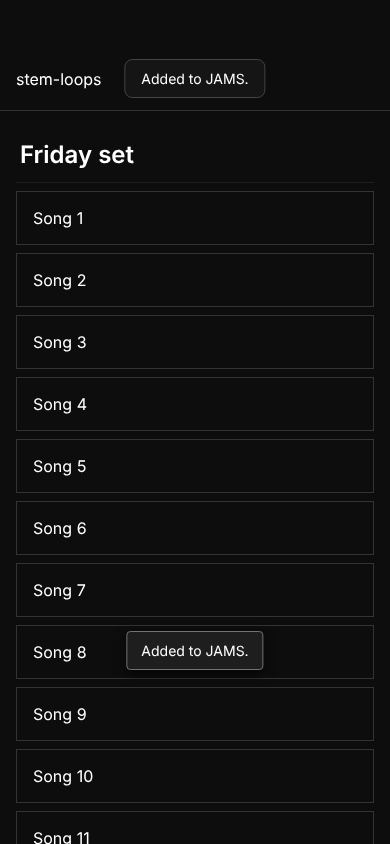 stem-loops
Added to JAMS.
Friday set
Song 1
Song 2
Song 3
Song 4
Song 5
Song 6
Song 7
Song 8
Added to JAMS.
Song 9
Song 10
Song 11